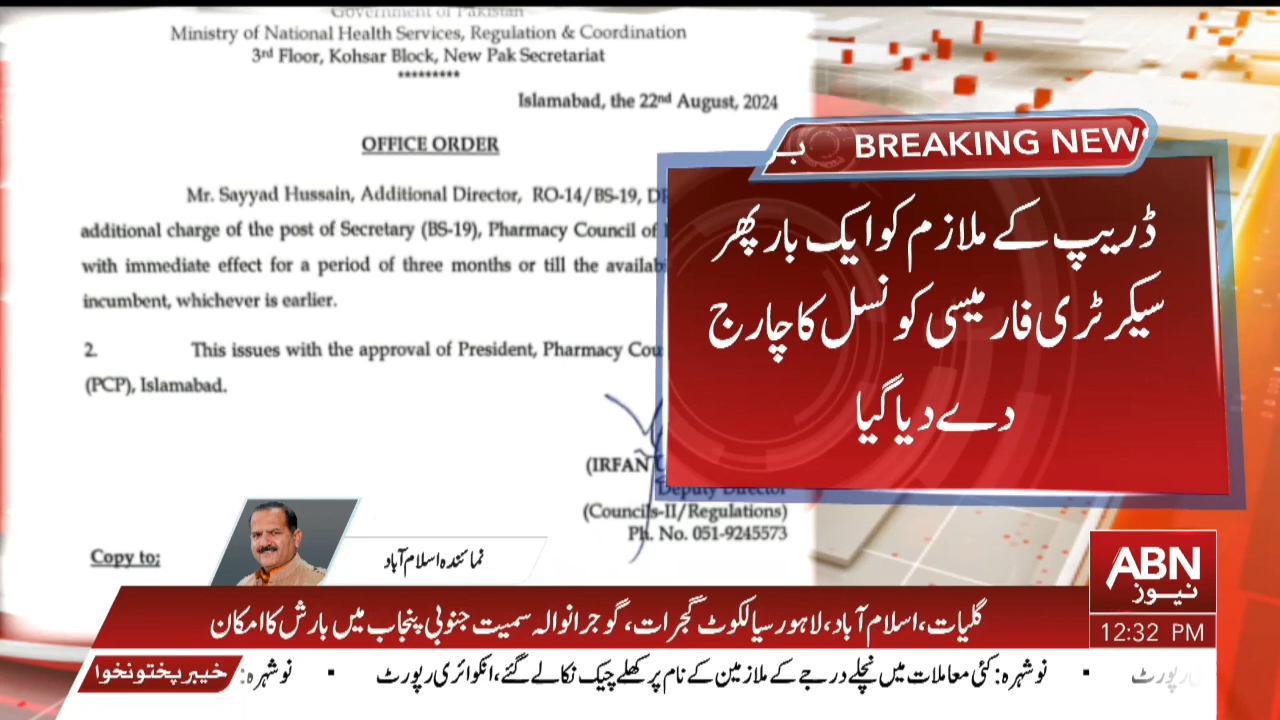 Government of Pakistan
Ministry of National Health Services, Regulation & Coordination
3rd Floor, Kohsar Block, New Pak Secretariat
*********
Islamabad, the 22nd August, 2024
OFFICE ORDER
Mr. Sayyad Hussain, Additional Director, RO-14/BS-19,
additional charge of the post of Secretary (BS-19), Pharmacy Council of
with immediate effect for a period of three months or till the
incumbent, whichever is earlier.
2. This issues with the approval of President, Pharmacy
(PCP), Islamabad.
(IRFAN
Deputy Director
(Councils-II/Regulations)
Ph. No. 051-9245573
Copy to;
BREAKING NEWS
ڈریپ کے ملازم کو ایک بار پھر
سیکرٹری فارمیسی کونسل کا چارج
دے دیا گیا
نمائندہ اسلام آباد
گلیات، اسلام آباد، لاہور سیالکوٹ گجرات، گوجرانوالہ سمیت جنوبی پنجاب میں بارش کا امکان
ABN
نیوز
12:32 PM
خیبر پختونخوا
رپورٹ ▪ نوشہرہ: کئی معاملات میں نچلے درجے کے ملازمین کے نام پر کھلے چیک نکالے گئے، انکوائری رپورٹ ▪ نوشہرہ: